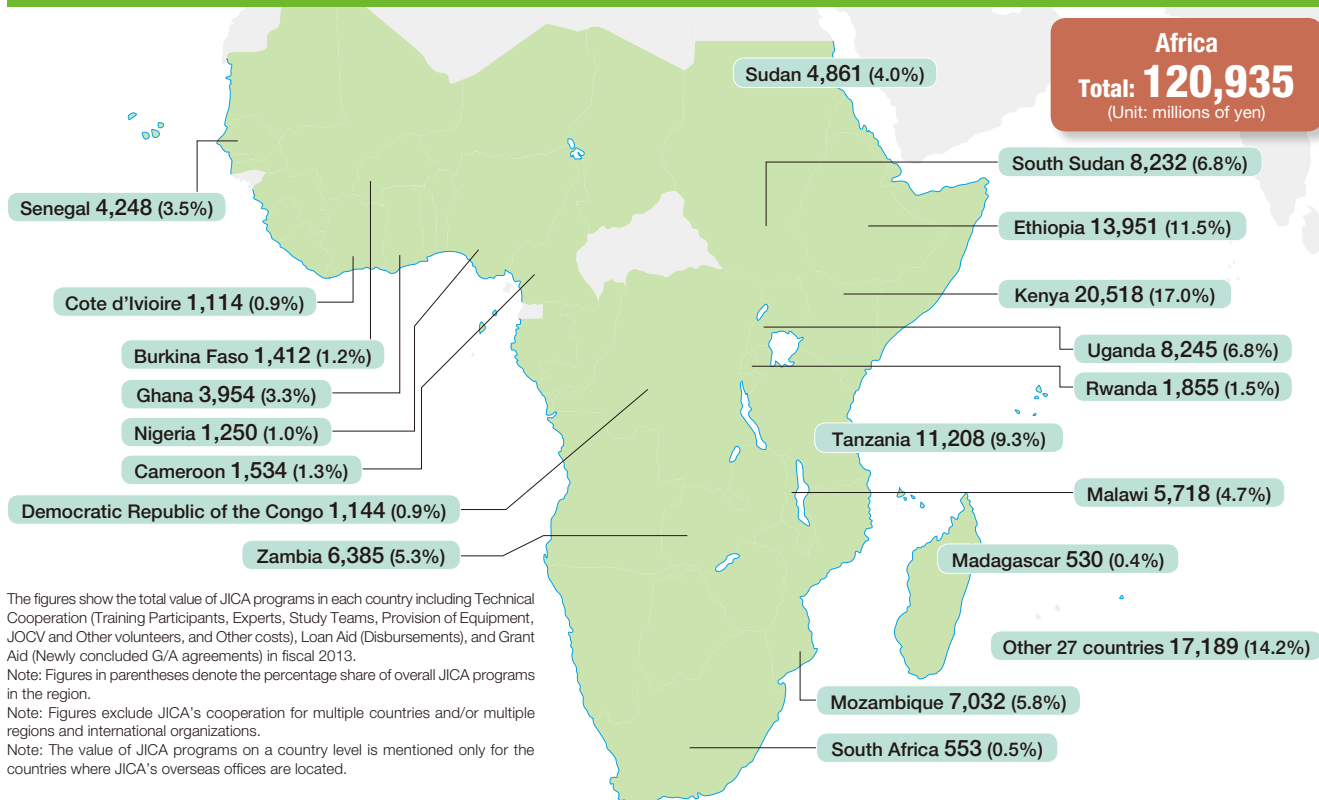 Africa
Total: 120,935
(Unit: millions of yen)
Sudan 4,861 (4.0%)
South Sudan 8,232 (6.8%)
Senegal 4,248 (3.5%)
Ethiopia 13,951 (11.5%)
Kenya 20,518 (17.0%)
Cote d’Ivioire 1,114 (0.9%)
Uganda 8,245 (6.8%)
Burkina Faso 1,412 (1.2%)
Rwanda 1,855 (1.5%)
Ghana 3,954 (3.3%)
Nigeria 1,250 (1.0%)
Tanzania 11,208 (9.3%)
Cameroon 1,534 (1.3%)
Malawi 5,718 (4.7%)
Democratic Republic of the Congo 1,144 (0.9%)
Zambia 6,385 (5.3%)
Madagascar 530 (0.4%)
Other 27 countries 17,189 (14.2%)
Mozambique 7,032 (5.8%)
South Africa 553 (0.5%)
The figures show the total value of JICA programs in each country including Technical
Cooperation (Training Participants, Experts, Study Teams, Provision of Equipment,
JOCV and Other volunteers, and Other costs), Loan Aid (Disbursements), and Grant
Aid (Newly concluded G/A agreements) in fiscal 2013.
Note: Figures in parentheses denote the percentage share of overall JICA programs
in the region.
Note: Figures exclude JICA’s cooperation for multiple countries and/or multiple
regions and international organizations.
Note: The value of JICA programs on a country level is mentioned only for the
countries where JICA’s overseas offices are located.